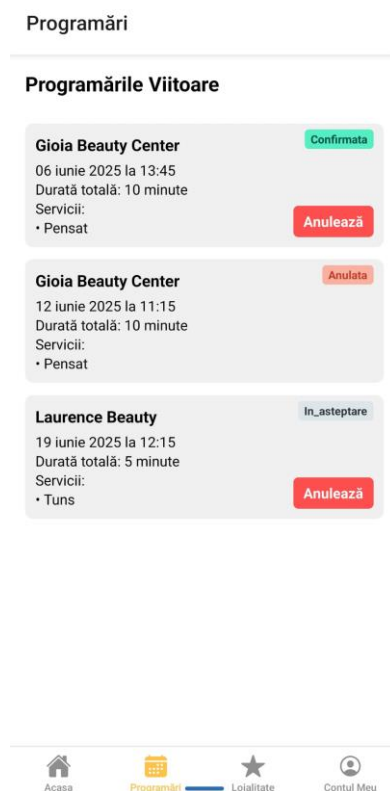 Programări
Programările Viitoare
Gioia Beauty Center
Confirmata
06 iunie 2025 la 13:45
Durată totală: 10 minute
Servicii:
• Pensat
Anulează
Gioia Beauty Center
Anulata
12 iunie 2025 la 11:15
Durată totală: 10 minute
Servicii:
• Pensat
Laurence Beauty
In_asteptare
19 iunie 2025 la 12:15
Durată totală: 5 minute
Servicii:
• Tuns
Anulează
Acasa
Programări
Loialitate
Contul Meu